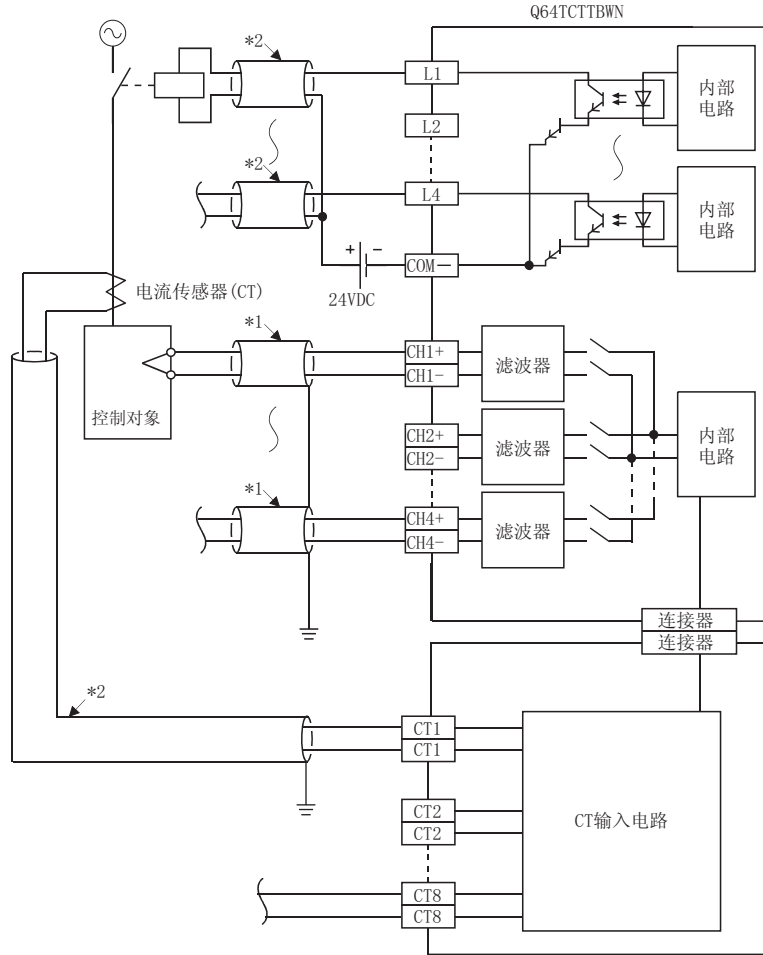 Q64TCTTBWN
*2
L1
内部
电路
L2
*2
L4
内部
电路
+ -
COM-
24VDC
电流传感器(CT)
*1
CH1+
CH1-
滤波器
控制对象
CH2+
CH2-
滤波器
内部
电路
*1
CH4+
CH4-
滤波器
连接器
连接器
*2
CT1
CT1
CT2
CT2
CT输入电路
CT8
CT8